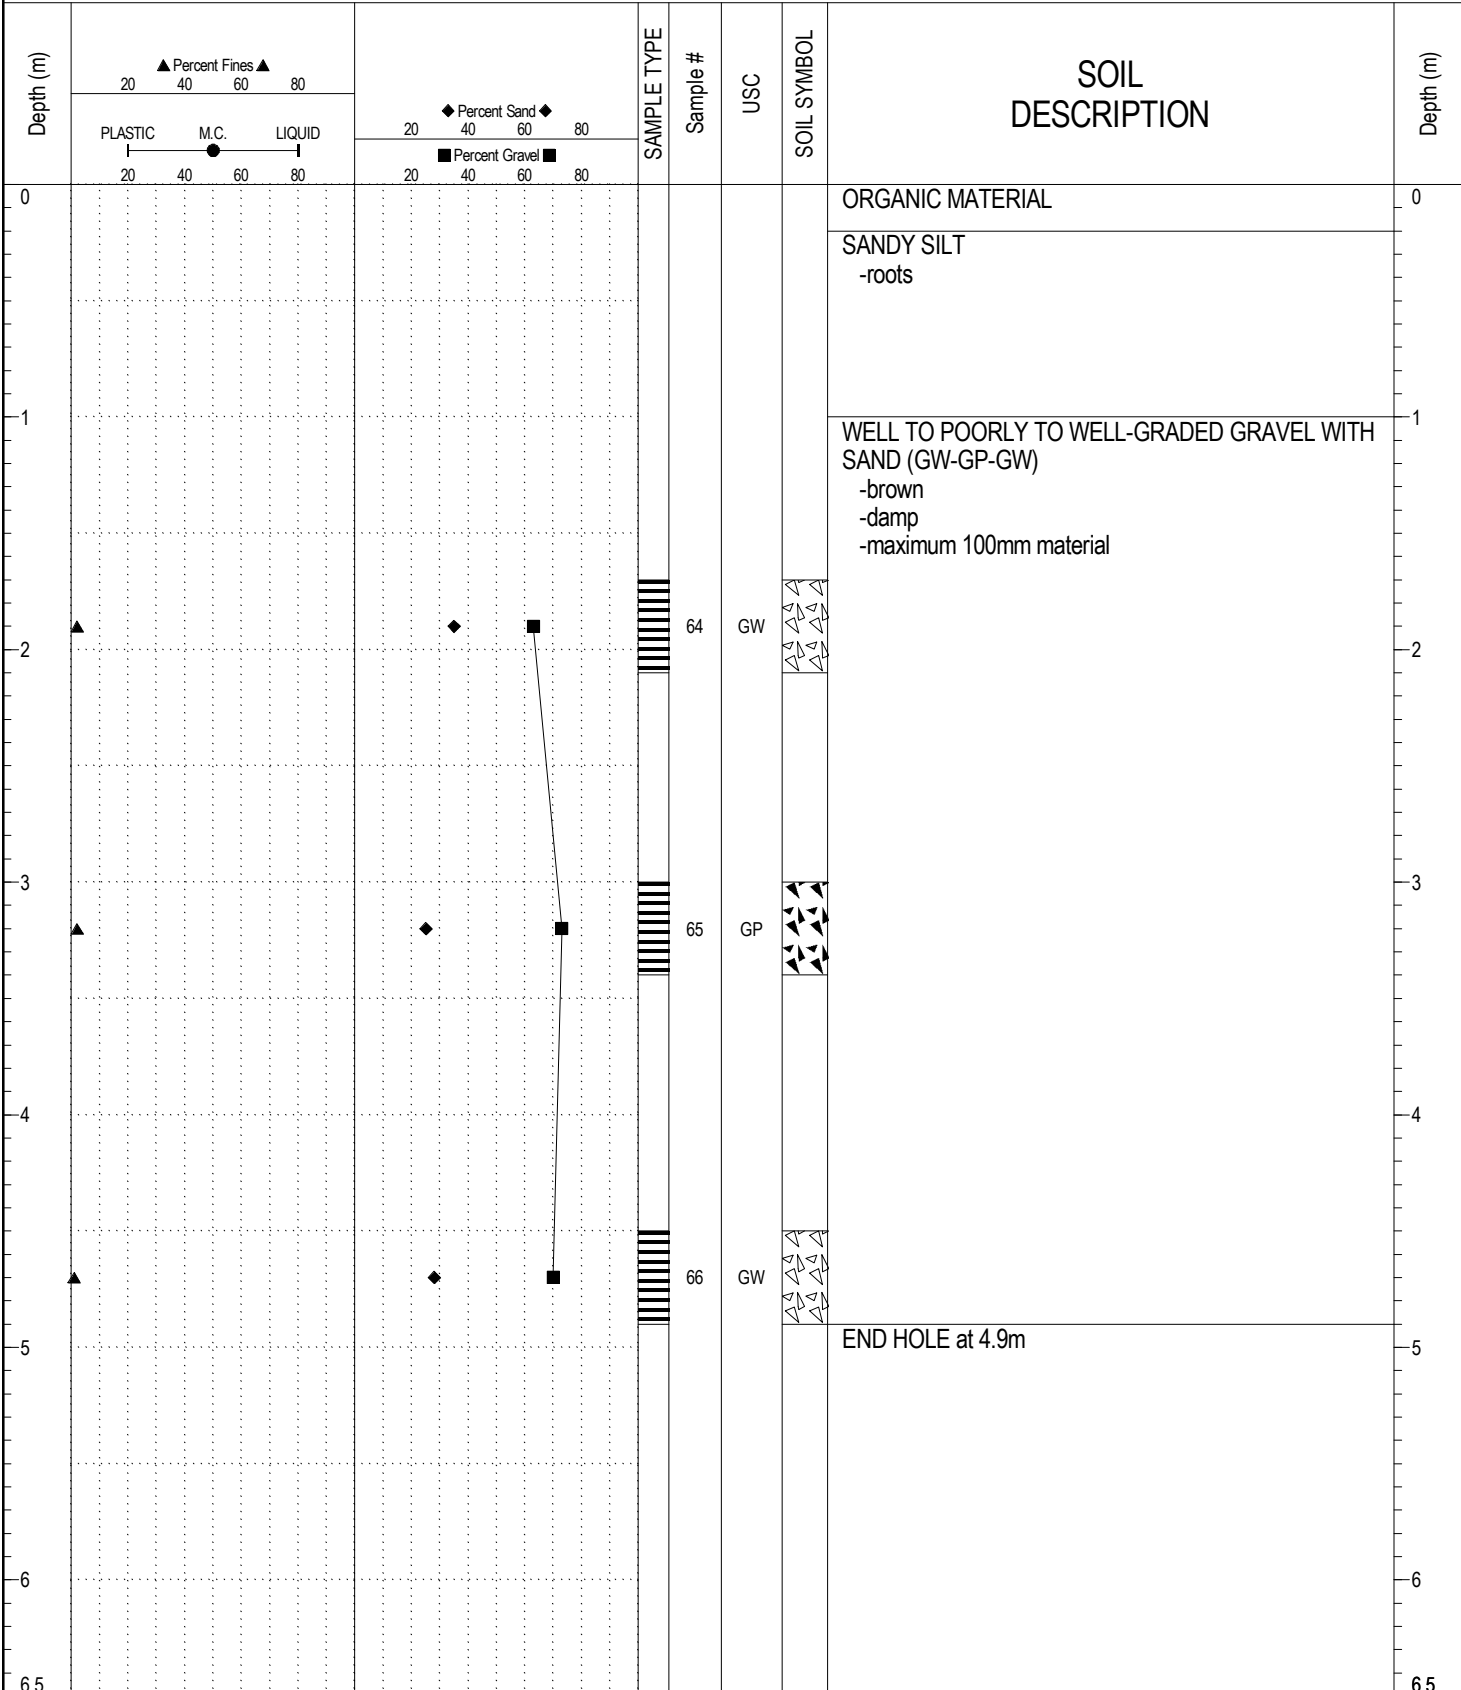 Depth (m)
▲ Percent Fines ▲
20 40 60 80
PLASTIC M.C. LIQUID
20 40 60 80
◆ Percent Sand ◆
20 40 60 80
■ Percent Gravel ■
20 40 60 80
SAMPLE TYPE
Sample #
USC
SOIL SYMBOL
SOIL
DESCRIPTION
Depth (m)
0 ORGANIC MATERIAL 0
SANDY SILT
-roots
1 1
WELL TO POORLY TO WELL-GRADED GRAVEL WITH
SAND (GW-GP-GW)
-brown
-damp
-maximum 100mm material
64 GW
2 2
3 3
65 GP
4 4
66 GW
END HOLE at 4.9m
5 5
6 6
6.5 6.5